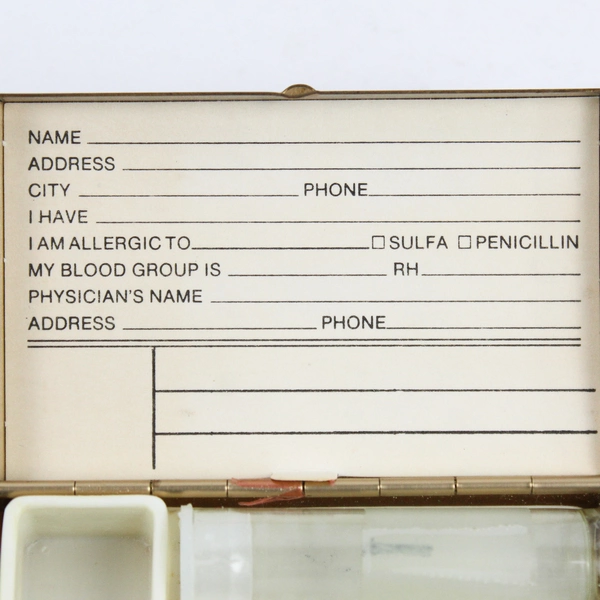 NAME
ADDRESS
CITY PHONE
I HAVE
I AM ALLERGIC TO ☐ SULFA ☐ PENICILLIN
MY BLOOD GROUP IS RH
PHYSICIAN'S NAME
ADDRESS PHONE